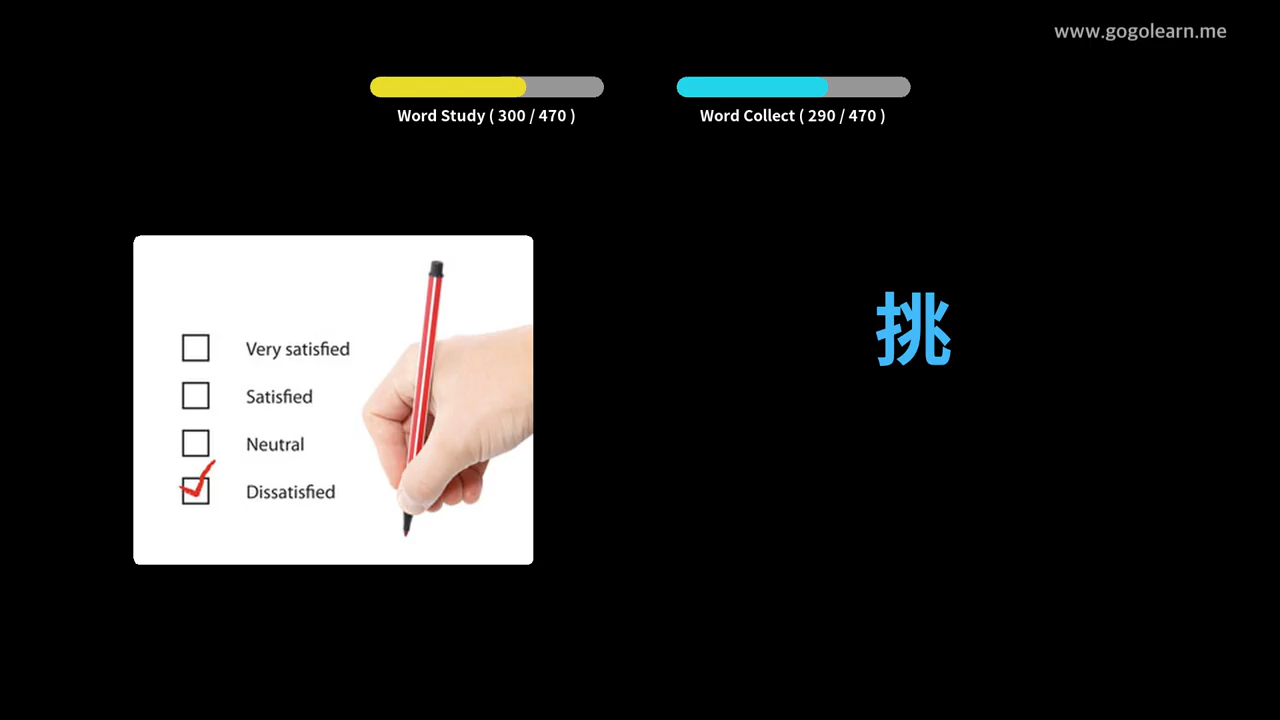 www.gogolearn.me
Word Study ( 300 / 470 )
Word Collect ( 290 / 470 )
Very satisfied
Satisfied
Neutral
Dissatisfied
挑